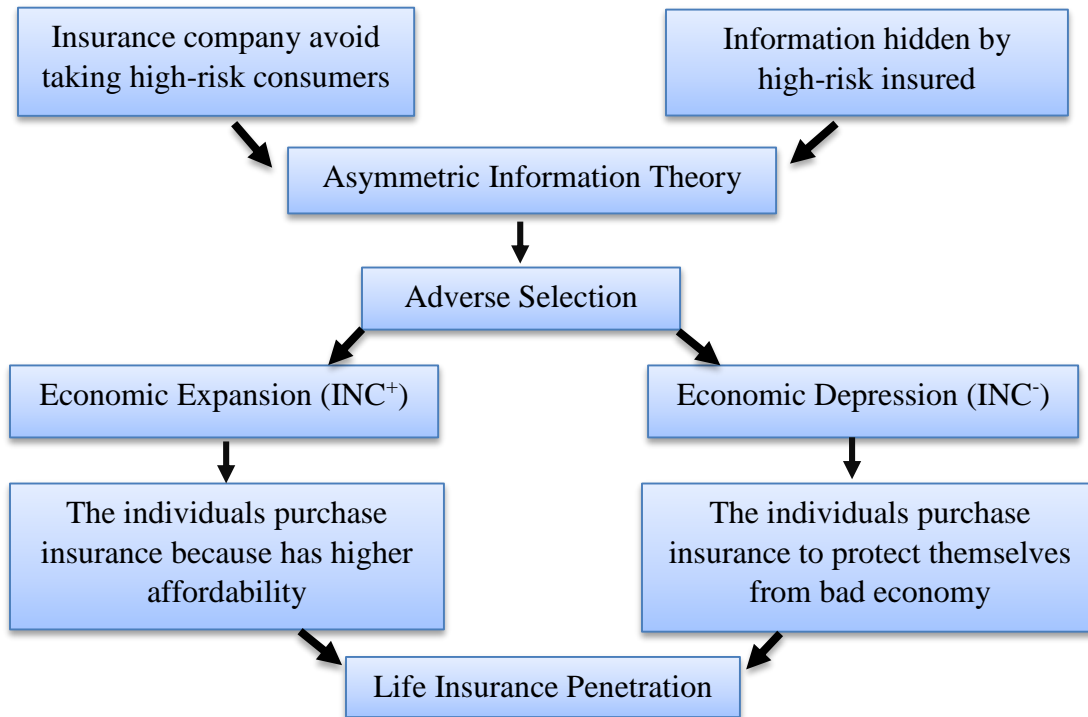 Insurance company avoid
taking high-risk consumers
Information hidden by
high-risk insured
Asymmetric Information Theory
Adverse Selection
Economic Expansion (INC⁺)
Economic Depression (INC⁻)
The individuals purchase
insurance because has higher
affordability
The individuals purchase
insurance to protect themselves
from bad economy
Life Insurance Penetration